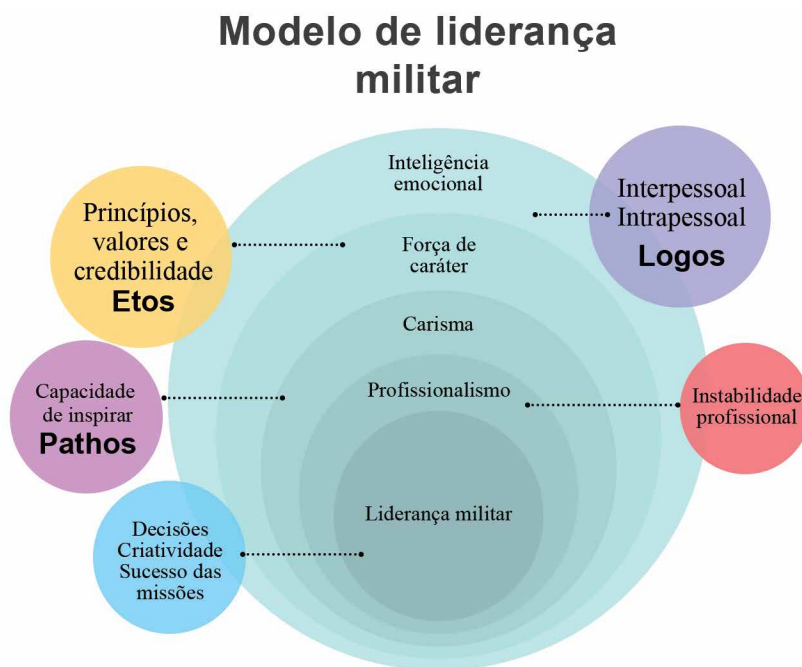 Modelo de liderança
militar
Inteligência
emocional
Interpessoal
Intrapessoal
Logos
Princípios,
valores e
credibilidade
Etos
Força de
caráter
Carisma
Capacidade
de inspirar
Pathos
Profissionalismo
Instabilidade
profissional
Liderança militar
Decisões
Criatividade
Sucesso das
missões